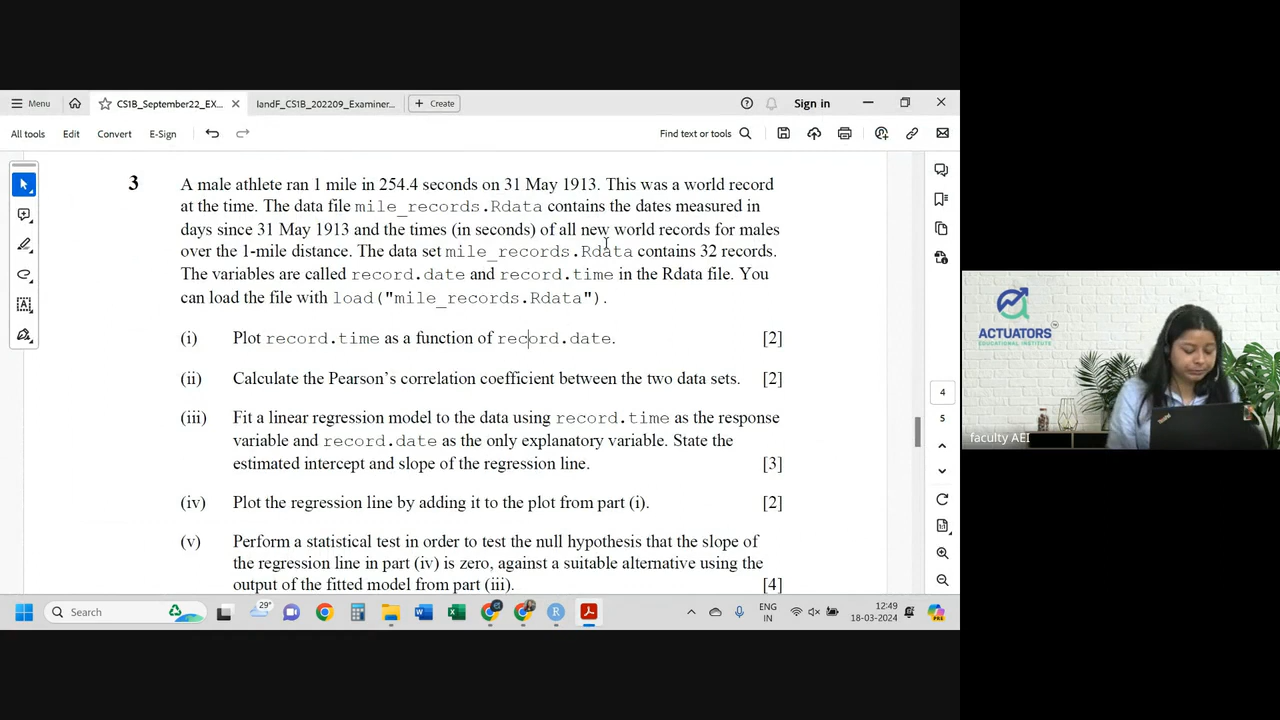 Menu
CS1B_September22_EX...
IandF_CS1B_202209_Examiner...
Create
Sign in
All tools
Edit
Convert
E-Sign
Find text or tools
3
A male athlete ran 1 mile in 254.4 seconds on 31 May 1913. This was a world record
at the time. The data file mile_records.Rdata contains the dates measured in
days since 31 May 1913 and the times (in seconds) of all new world records for males
over the 1-mile distance. The data set mile_records.Rdata contains 32 records.
The variables are called record.date and record.time in the Rdata file. You
can load the file with load("mile_records.Rdata").
(i) Plot record.time as a function of record.date. [2]
(ii) Calculate the Pearson's correlation coefficient between the two data sets. [2]
(iii) Fit a linear regression model to the data using record.time as the response
variable and record.date as the only explanatory variable. State the
estimated intercept and slope of the regression line. [3]
(iv) Plot the regression line by adding it to the plot from part (i). [2]
(v) Perform a statistical test in order to test the null hypothesis that the slope of
the regression line in part (iv) is zero, against a suitable alternative using the
output of the fitted model from part (iii). [4]
4
5
ACTUATORS
EDUCATIONAL INSTITUTE
faculty AEI
Search
29°
ENG
IN
12:49
18-03-2024